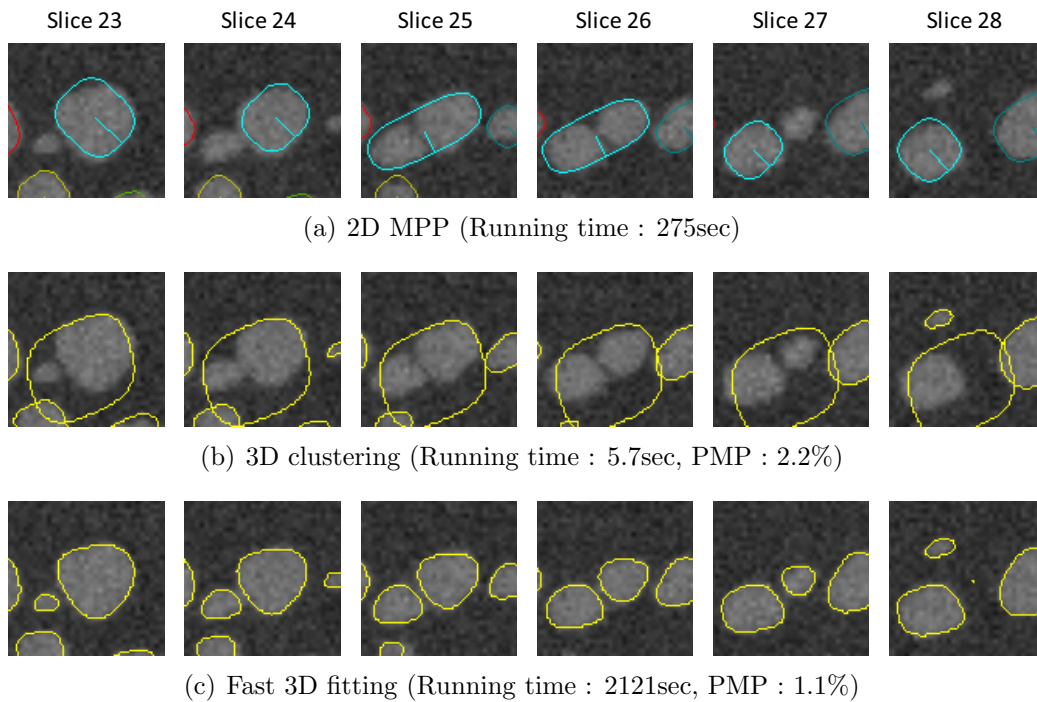 Slice 23 Slice 24 Slice 25 Slice 26 Slice 27 Slice 28
(a) 2D MPP (Running time : 275sec)
(b) 3D clustering (Running time : 5.7sec, PMP : 2.2%)
(c) Fast 3D fitting (Running time : 2121sec, PMP : 1.1%)